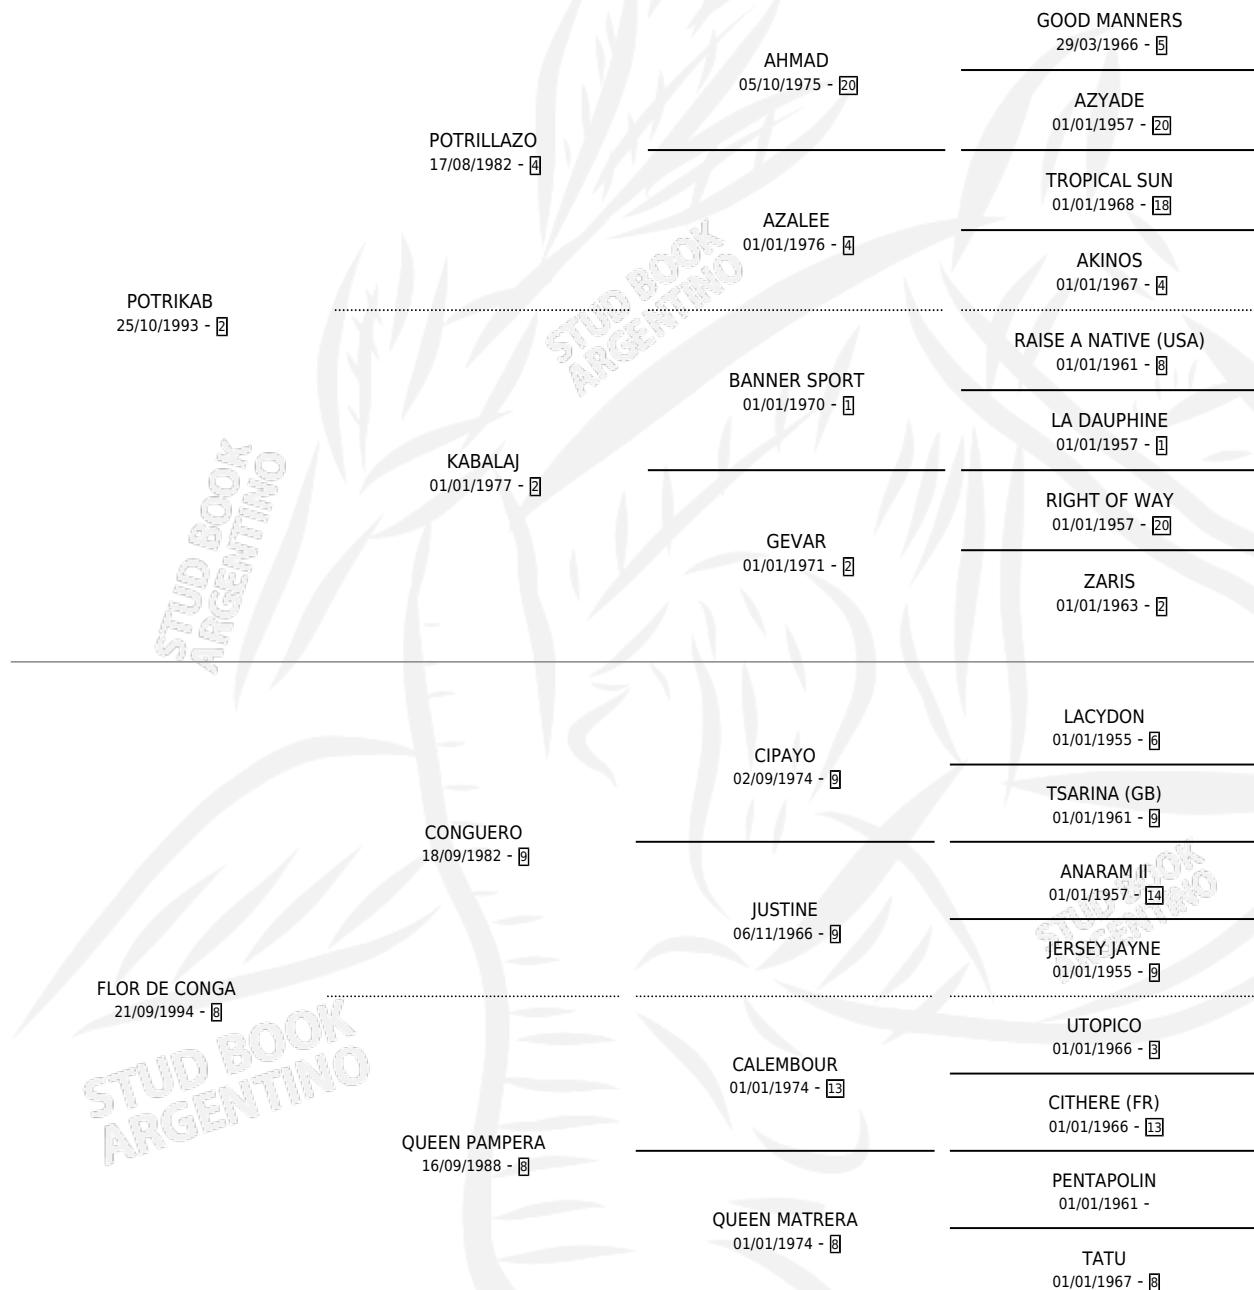 GOOD MANNERS
29/03/1966 - 5
AHMAD
05/10/1975 - 20
AZYADE
01/01/1957 - 20
POTRILLAZO
17/08/1982 - 4
TROPICAL SUN
01/01/1968 - 18
AZALEE
01/01/1976 - 4
AKINOS
01/01/1967 - 4
POTRIKAB
25/10/1993 - 2
RAISE A NATIVE (USA)
01/01/1961 - 8
BANNER SPORT
01/01/1970 - 1
LA DAUPHINE
01/01/1957 - 1
KABALAJ
01/01/1977 - 2
RIGHT OF WAY
01/01/1957 - 20
GEVAR
01/01/1971 - 2
ZARIS
01/01/1963 - 2
LACYDON
01/01/1955 - 6
CIPAYO
02/09/1974 - 9
TSARINA (GB)
01/01/1961 - 9
CONGUERO
18/09/1982 - 9
ANARAM II
01/01/1957 - 14
JUSTINE
06/11/1966 - 9
JERSEY JAYNE
01/01/1955 - 9
FLOR DE CONGA
21/09/1994 - 8
UTOPICO
01/01/1966 - 3
CALEMBOUR
01/01/1974 - 13
CITHERE (FR)
01/01/1966 - 13
QUEEN PAMPERA
16/09/1988 - 8
PENTAPOLIN
01/01/1961 -
QUEEN MATRERA
01/01/1974 - 8
TATU
01/01/1967 - 8
STUD BOOK
ARGENTINO
STUD BOOK
ARGENTINO
STUD BOOK
ARGENTINO
STUD BOOK
ARGENTINO